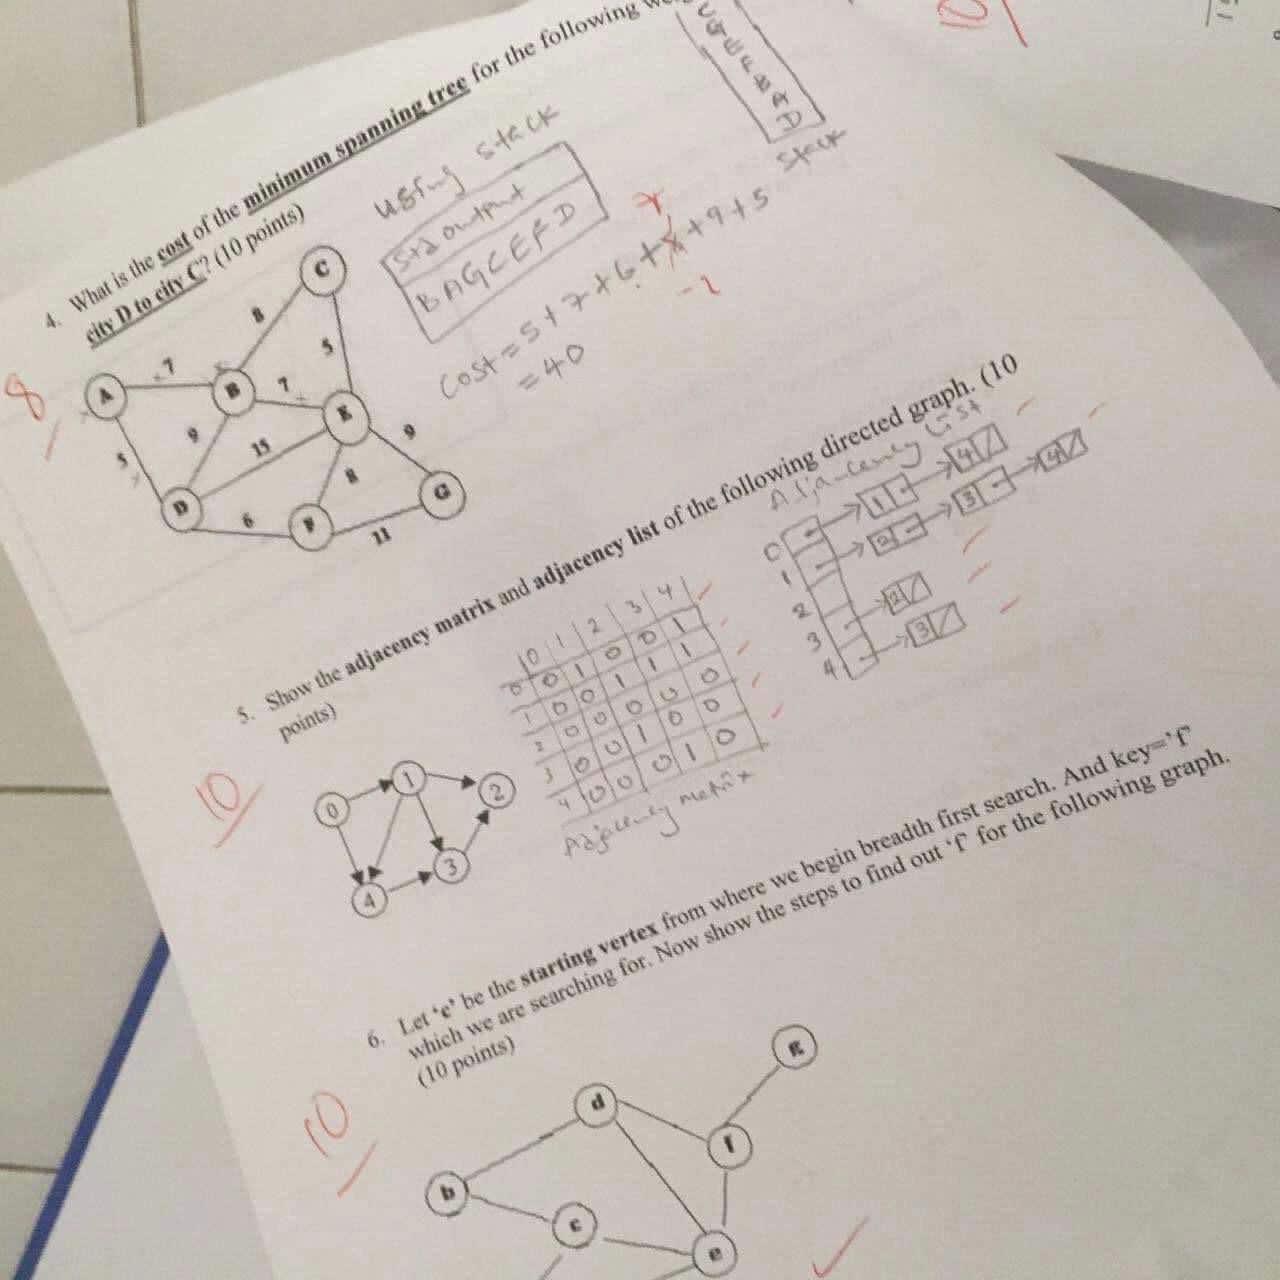 10
4. What is the cost of the minimum spanning tree for the following
city D to city C? (10 points)
8
using stack
Std output
B A G C E F D
D
stack
7
Cost = 5 + 7 + 6 + 8 + 9 + 5
-2
= 40
C
8
5
A
7
B
7
E
9
9
15
5
8
D
6
F
11
G
5. Show the adjacency matrix and adjacency list of the following directed graph. (10
points)
10
Adjacency List
0 1 4
1 2 3 4
2
3 2
4 3
0 1 2 3 4
0 0 1 0 0 1
1 0 0 1 1 1
2 0 0 0 0 0
3 0 0 1 0 0
4 0 0 0 1 0
Adjacency metrix
0
1
2
3
4
6. Let ‘e’ be the starting vertex from where we begin breadth first search. And key=’f’
which we are searching for. Now show the steps to find out ‘f’ for the following graph.
(10 points)
10
g
d
f
b
c
e